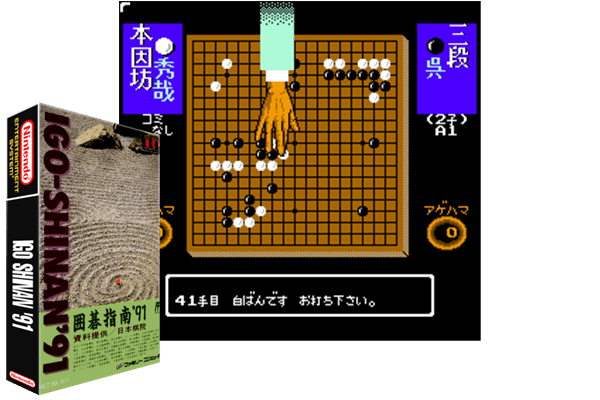 本因坊
秀哉
コミなし
三段
呉
(2子)
A1
アゲハマ
0
ハマ
41手目 白ばんです お打ち下さい。
Nintendo
ENTERTAINMENT
SYSTEM
IGO SHINAN '91
Nintendo
IGO-SHINAN'91
囲碁指南'91
資料提供/日本棋院